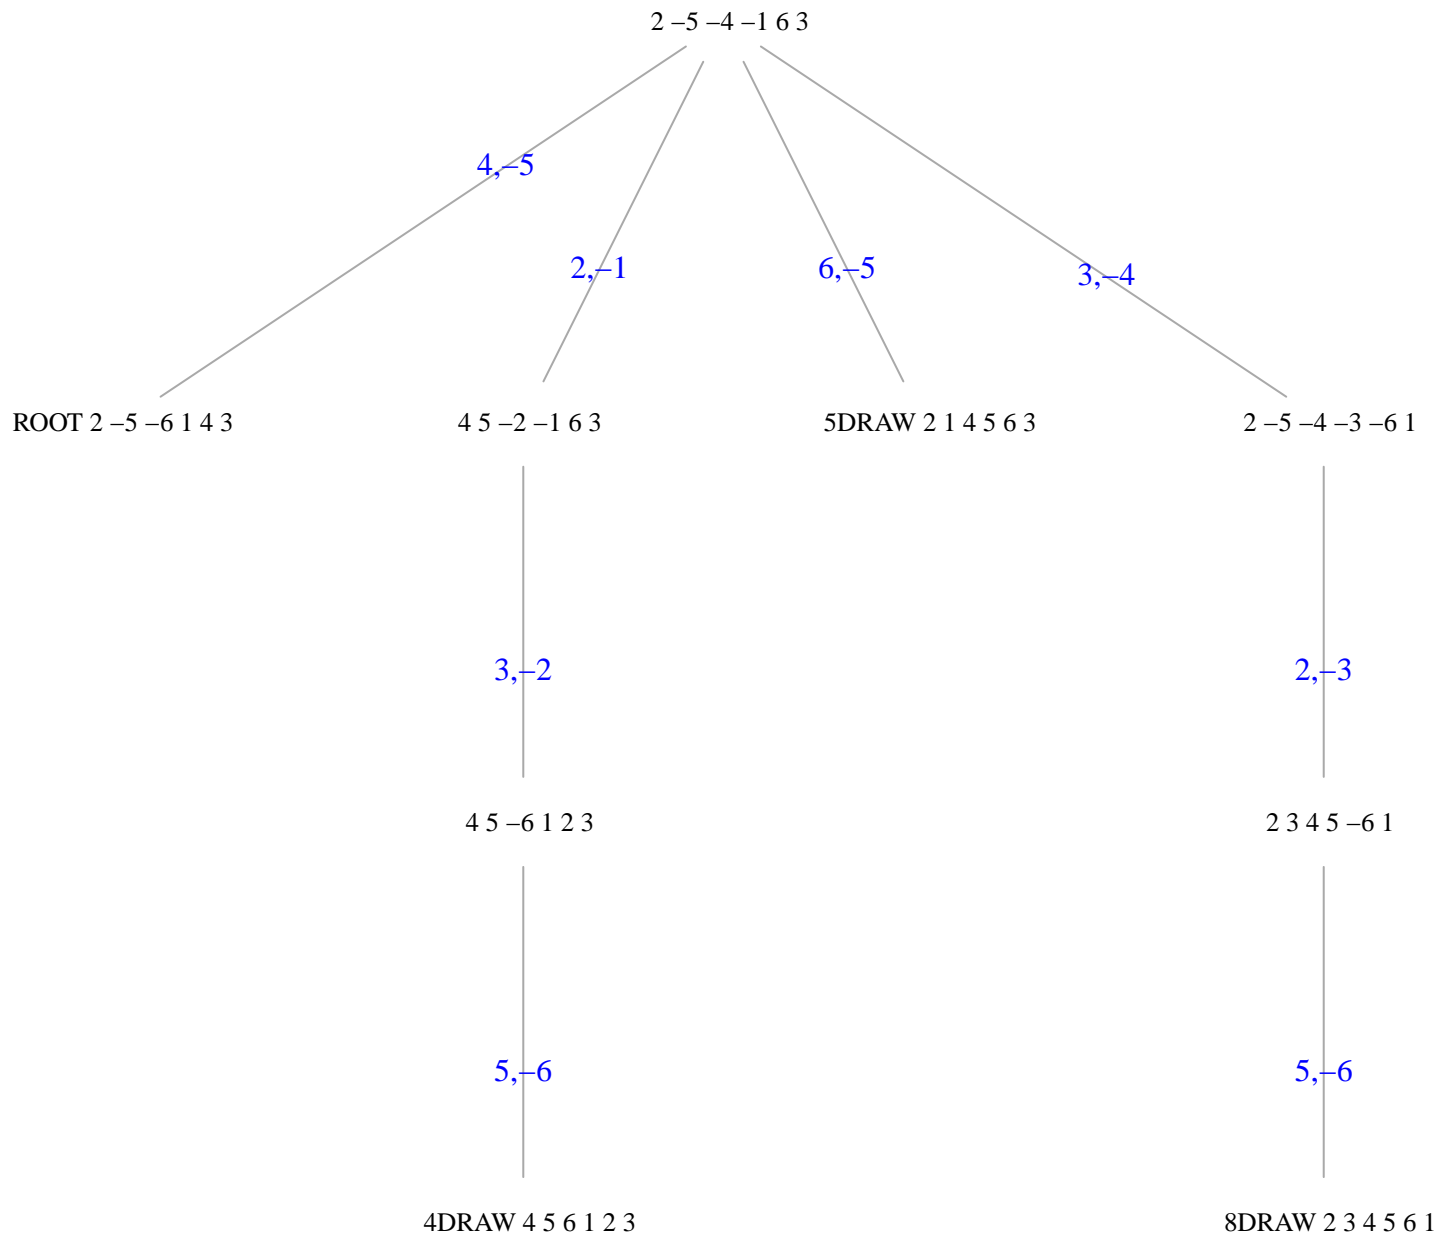 2 –5 –4 –1 6 3
4,–5
2,–1
6,–5
3,–4
ROOT 2 –5 –6 1 4 3
4 5 –2 –1 6 3
5DRAW 2 1 4 5 6 3
2 –5 –4 –3 –6 1
3,–2
2,–3
4 5 –6 1 2 3
2 3 4 5 –6 1
5,–6
5,–6
4DRAW 4 5 6 1 2 3
8DRAW 2 3 4 5 6 1